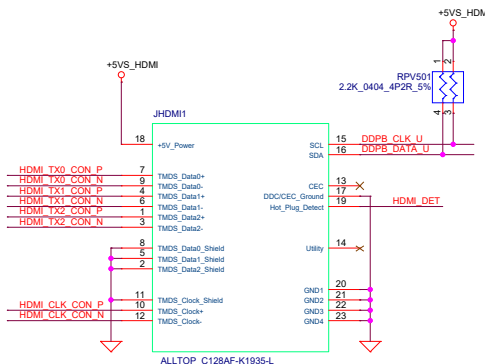 +5VS_HDMI
+5VS_HDMI
1 2
RPV501
2.2K_0404_4P2R_5%
4 3
JHDMI1
18 +5V_Power SCL 15 DDPB_CLK_U
SDA 16 DDPB_DATA_U
HDMI_TX0_CON_P 7 TMDS_Data0+
HDMI_TX0_CON_N 9 TMDS_Data0- CEC 13
HDMI_TX1_CON_P 4 TMDS_Data1+ DDC/CEC_Ground 17
HDMI_TX1_CON_N 6 TMDS_Data1- Hot_Plug_Detect 19 HDMI_DET
HDMI_TX2_CON_P 1 TMDS_Data2+
HDMI_TX2_CON_N 3 TMDS_Data2-
8 TMDS_Data0_Shield Utility 14
5 TMDS_Data1_Shield
2 TMDS_Data2_Shield
GND1 20
11 TMDS_Clock_Shield GND2 21
HDMI_CLK_CON_P 10 TMDS_Clock+ GND3 22
HDMI_CLK_CON_N 12 TMDS_Clock- GND4 23
ALLTOP_C128AF-K1935-L